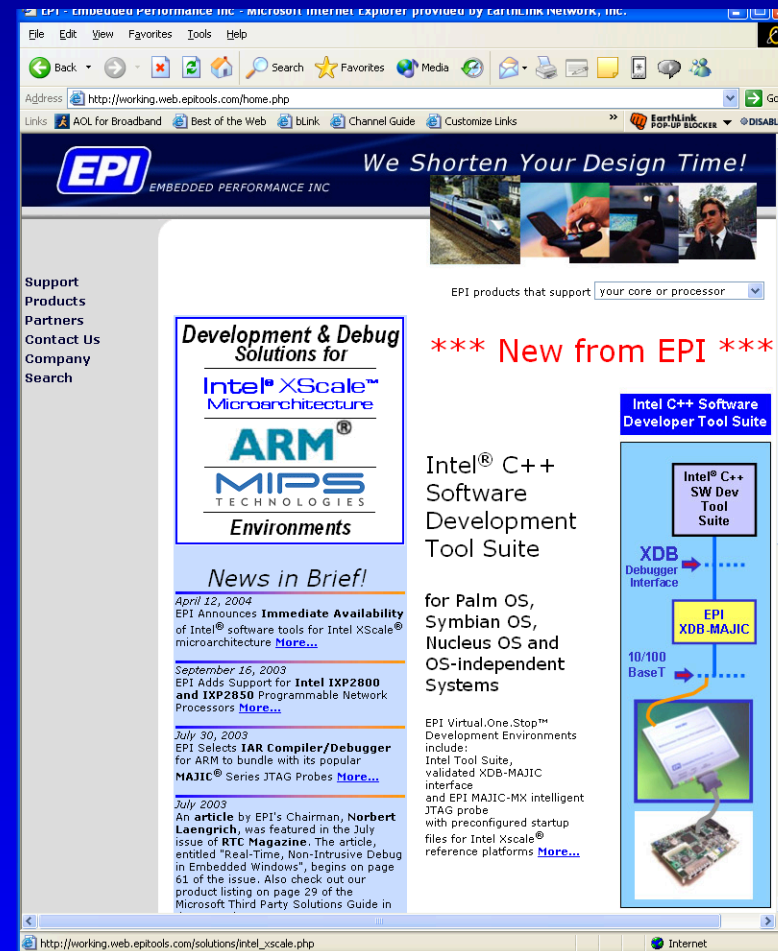 EPI - Embedded Performance Inc - Microsoft Internet Explorer provided by EarthLink Network, Inc.
File Edit View Favorites Tools Help
Back Search Favorites Media
Address http://working.web.epitools.com/home.php Go
Links AOL for Broadband Best of the Web bLink Channel Guide Customize Links » EarthLink POP-UP BLOCKER DISABL
EPI
EMBEDDED PERFORMANCE INC
We Shorten Your Design Time!
EPI products that support your core or processor
Support
Products
Partners
Contact Us
Company
Search
Development & Debug
Solutions for
Intel® XScale™
Microarchitecture
ARM®
MIPS
TECHNOLOGIES
Environments
News in Brief!
April 12, 2004
EPI Announces Immediate Availability
of Intel® software tools for Intel XScale®
microarchitecture More...
September 16, 2003
EPI Adds Support for Intel IXP2800
and IXP2850 Programmable Network
Processors More...
July 30, 2003
EPI Selects IAR Compiler/Debugger
for ARM to bundle with its popular
MAJIC® Series JTAG Probes More...
July 2003
An article by EPI's Chairman, Norbert
Laengrich, was featured in the July
issue of RTC Magazine. The article,
entitled "Real-Time, Non-Intrusive Debug
in Embedded Windows", begins on page
61 of the issue. Also check out our
product listing on page 29 of the
Microsoft Third Party Solutions Guide in
*** New from EPI ***
Intel® C++
Software
Development
Tool Suite
for Palm OS,
Symbian OS,
Nucleus OS and
OS-independent
Systems
EPI Virtual.One.Stop™
Development Environments
include:
Intel Tool Suite,
validated XDB-MAJIC
interface
and EPI MAJIC-MX intelligent
JTAG probe
with preconfigured startup
files for Intel Xscale®
reference platforms More...
Intel C++ Software
Developer Tool Suite
Intel® C++
SW Dev
Tool
Suite
XDB
Debugger
Interface
EPI
XDB-MAJIC
10/100
BaseT
http://working.web.epitools.com/solutions/intel_xscale.php Internet